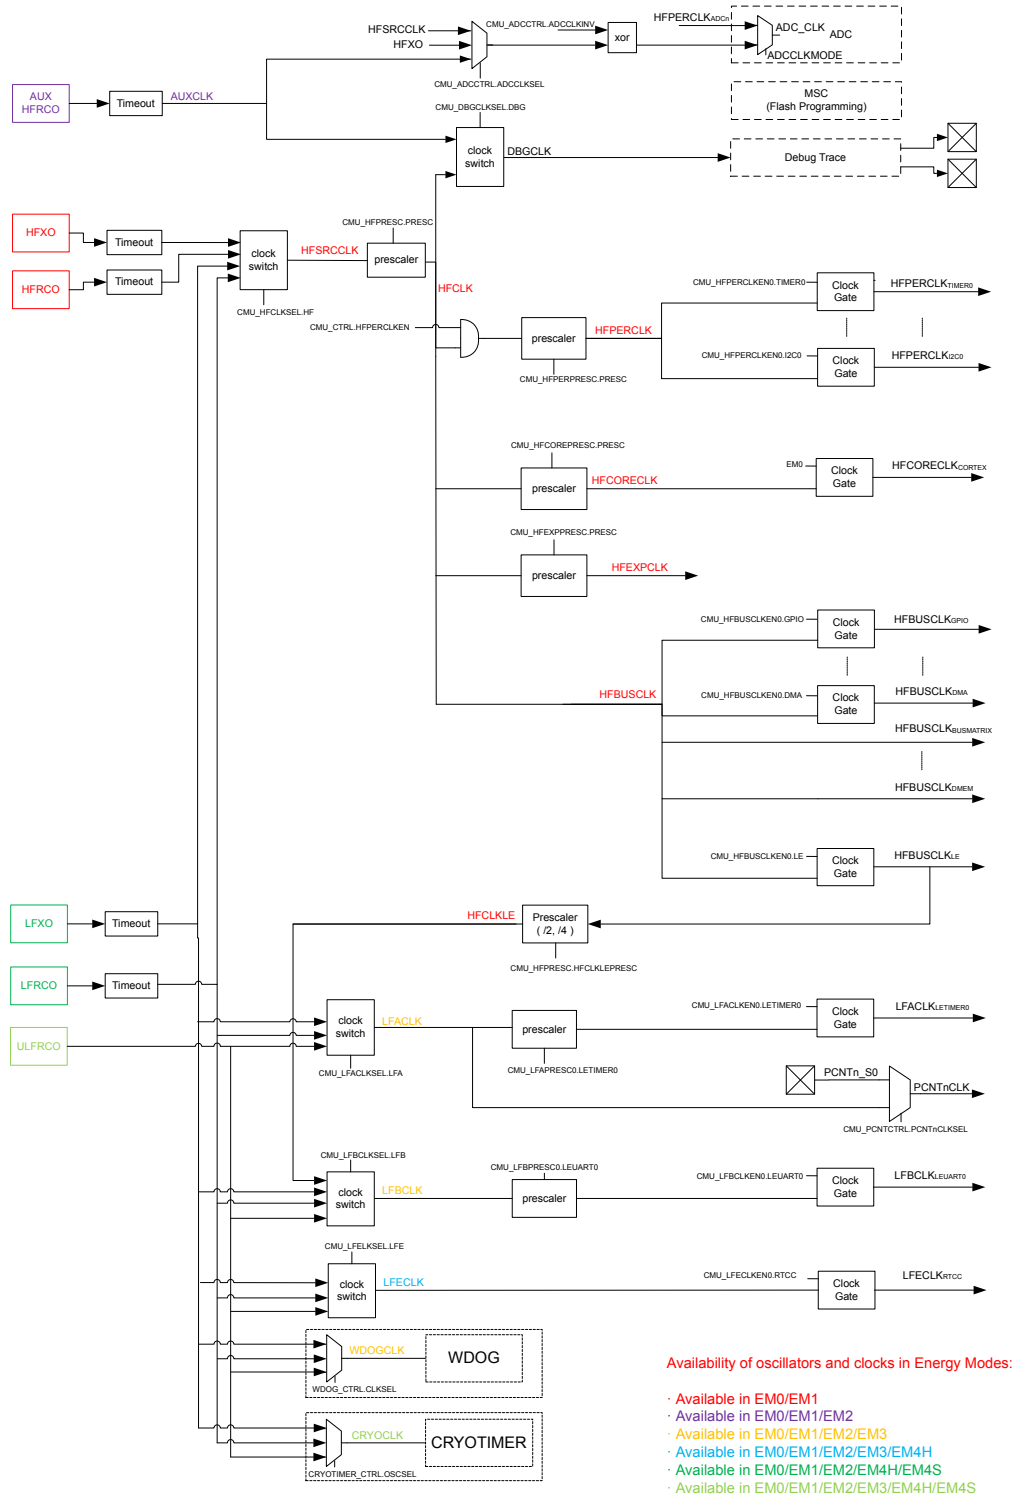 HFSRCCLK
HFXO
CMU_ADCCTRL.ADCCLKINV
xor
HFPERCLKADCn
ADC_CLK
ADC
ADCCLKMODE
CMU_ADCCTRL.ADCCLKSEL
AUX
HFRCO
Timeout
AUXCLK
MSC
(Flash Programming)
CMU_DBGCLKSEL.DBG
clock
switch
DBGCLK
Debug Trace
HFXO
Timeout
HFRCO
Timeout
clock
switch
CMU_HFCLKSEL.HF
HFSRCCLK
CMU_HFPRESC.PRESC
prescaler
HFCLK
CMU_CTRL.HFPERCLKEN
prescaler
CMU_HFPERPRESC.PRESC
HFPERCLK
CMU_HFPERCLKEN0.TIMER0
Clock
Gate
HFPERCLKTIMER0
CMU_HFPERCLKEN0.I2C0
Clock
Gate
HFPERCLKI2C0
CMU_HFCOREPRESC.PRESC
prescaler
HFCORECLK
EM0
Clock
Gate
HFCORECLKCORTEX
CMU_HFEXPPRESC.PRESC
prescaler
HFEXPCLK
CMU_HFBUSCLKEN0.GPIO
Clock
Gate
HFBUSCLKGPIO
HFBUSCLK
CMU_HFBUSCLKEN0.DMA
Clock
Gate
HFBUSCLKDMA
HFBUSCLKBUSMATRIX
HFBUSCLKDMEM
CMU_HFBUSCLKEN0.LE
Clock
Gate
HFBUSCLKLE
LFXO
Timeout
HFCLKLE
Prescaler
( /2, /4 )
CMU_HFPRESC.HFCLKLEPRESC
LFRCO
Timeout
ULFRCO
clock
switch
CMU_LFACLKSEL.LFA
LFACLK
prescaler
CMU_LFAPRESC0.LETIMER0
CMU_LFACLKEN0.LETIMER0
Clock
Gate
LFACLKLETIMER0
PCNTn_S0
PCNTnCLK
CMU_PCNTCTRL.PCNTnCLKSEL
CMU_LFBCLKSEL.LFB
clock
switch
LFBCLK
CMU_LFBPRESC0.LEUART0
prescaler
CMU_LFBCLKEN0.LEUART0
Clock
Gate
LFBCLKLEUART0
CMU_LFELKSEL.LFE
clock
switch
LFECLK
CMU_LFECLKEN0.RTCC
Clock
Gate
LFECLKRTCC
WDOGCLK
WDOG
WDOG_CTRL.CLKSEL
CRYOCLK
CRYOTIMER
CRYOTIMER_CTRL.OSCSEL
Availability of oscillators and clocks in Energy Modes:
· Available in EM0/EM1
· Available in EM0/EM1/EM2
· Available in EM0/EM1/EM2/EM3
· Available in EM0/EM1/EM2/EM3/EM4H
· Available in EM0/EM1/EM2/EM4H/EM4S
· Available in EM0/EM1/EM2/EM3/EM4H/EM4S